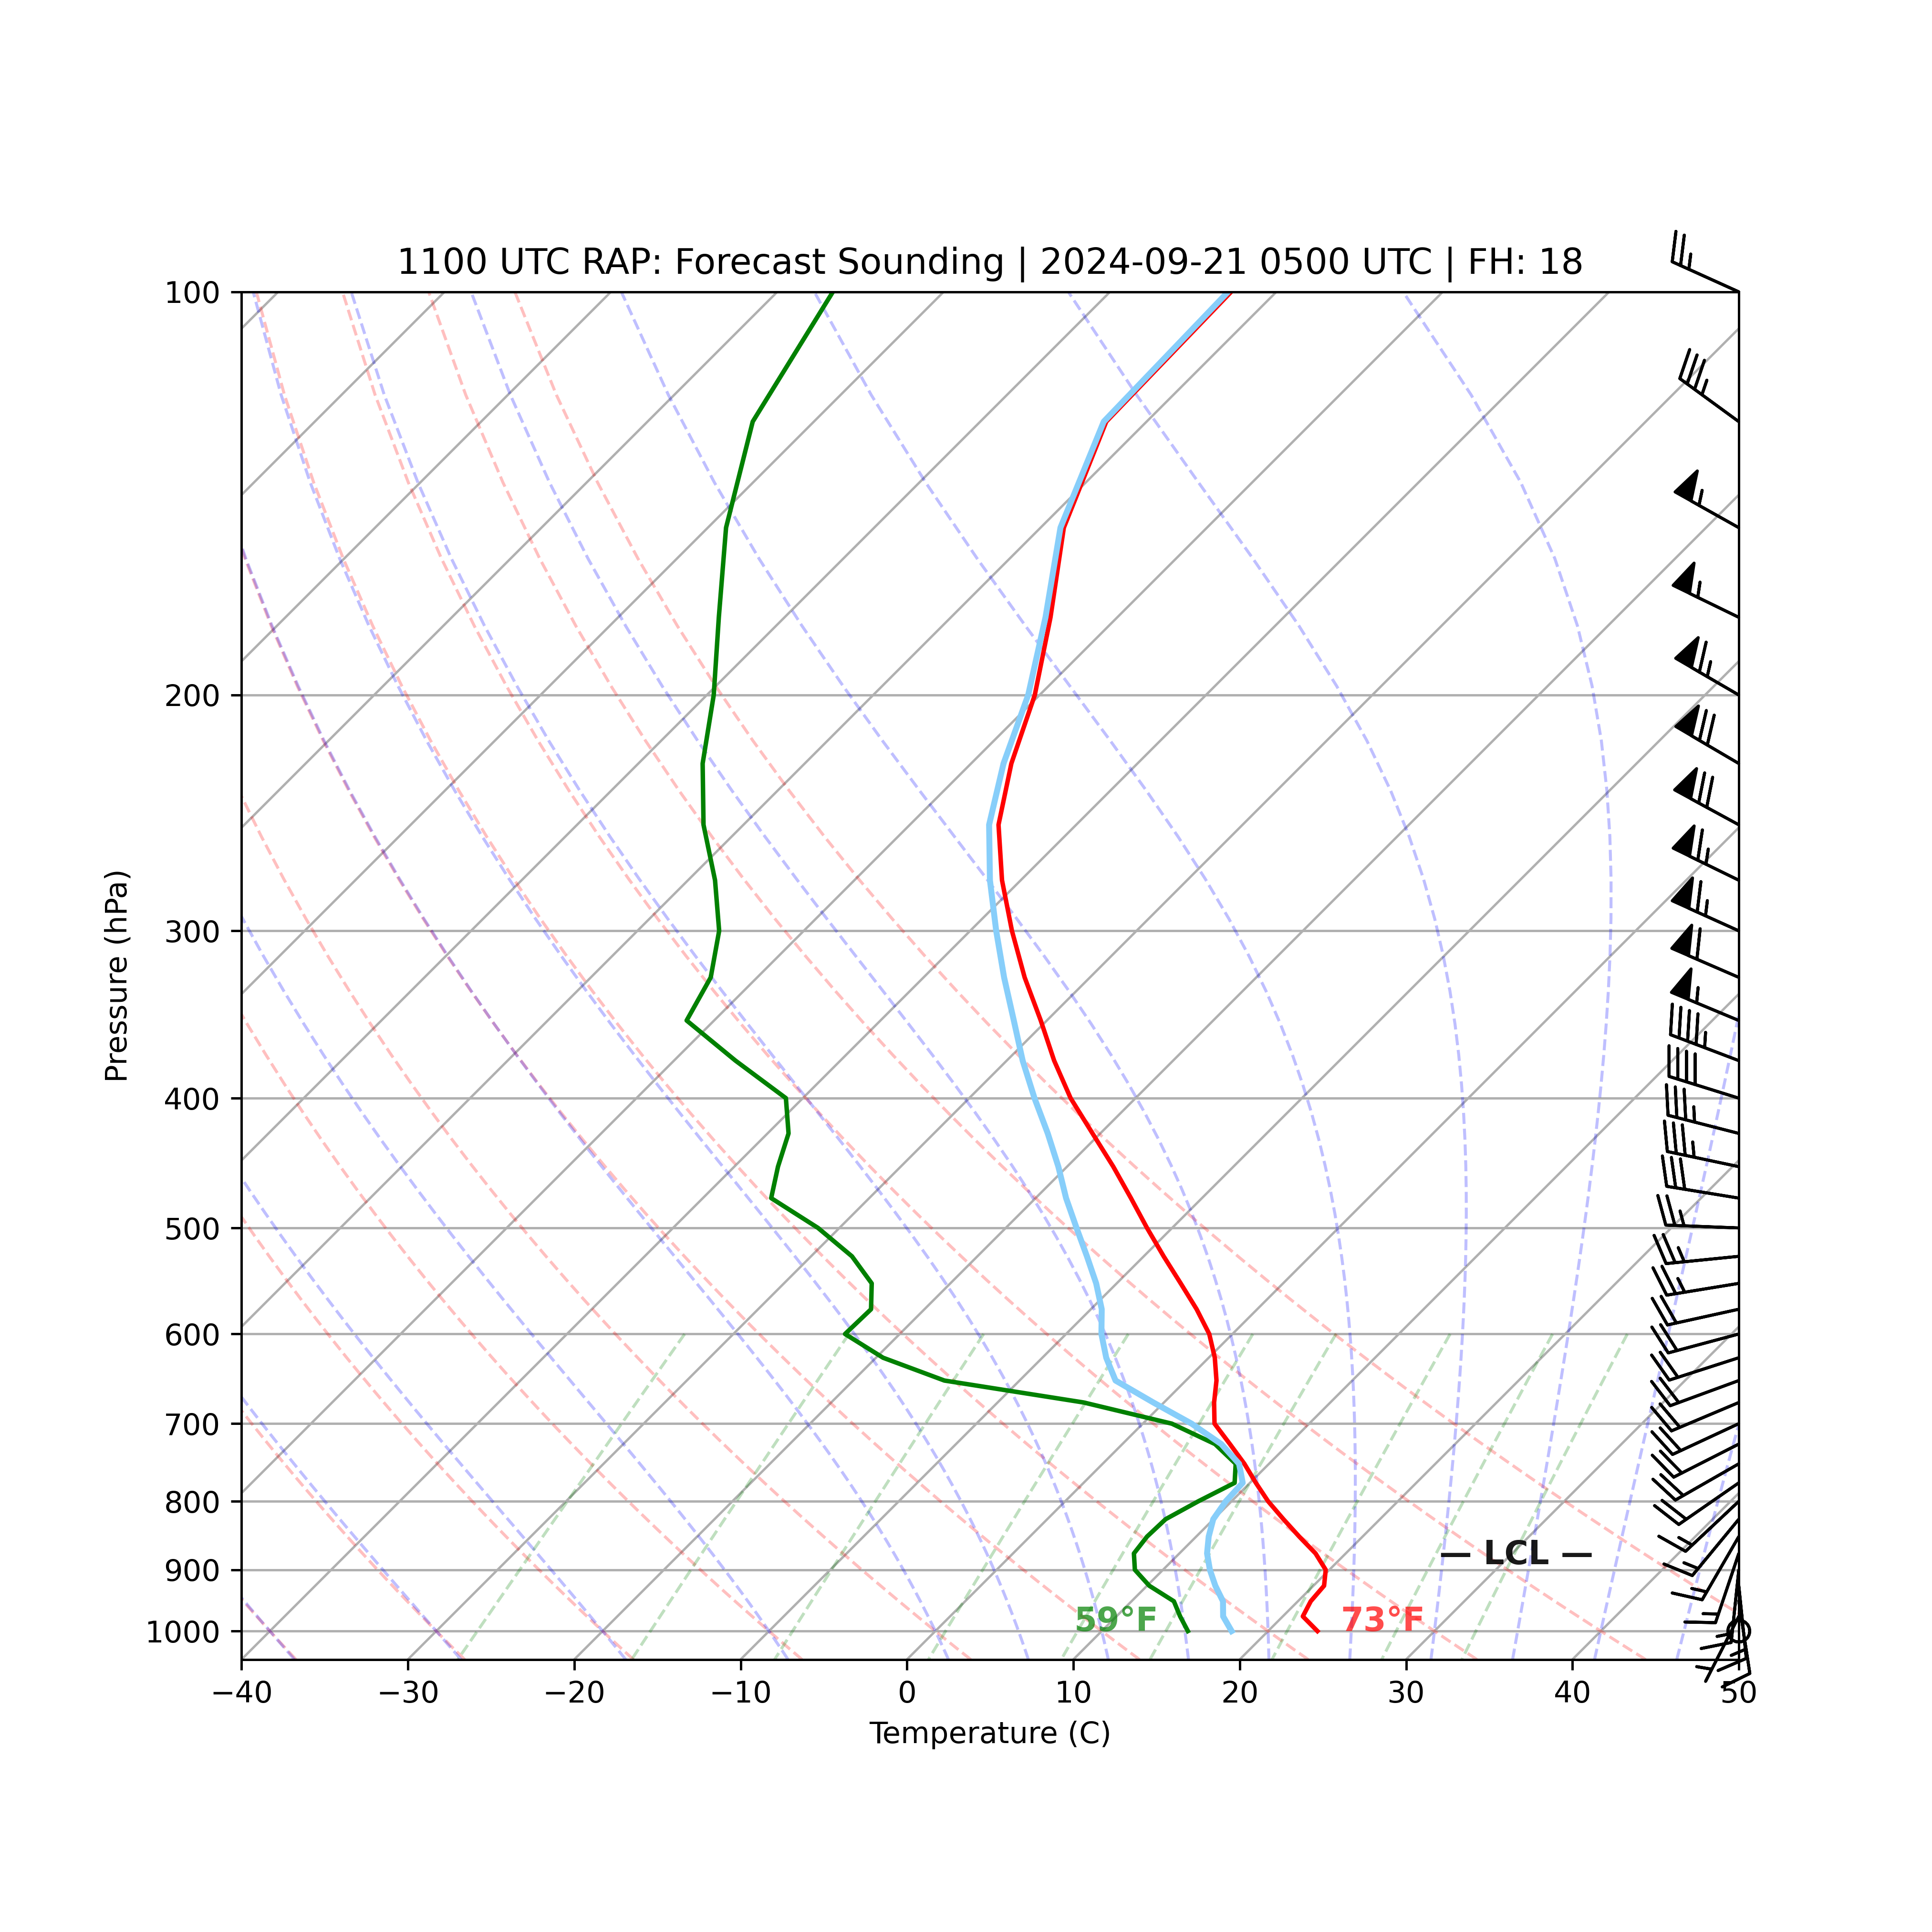 1100 UTC RAP: Forecast Sounding | 2024-09-21 0500 UTC | FH: 18
100
200
300
400
500
600
700
800
900
1000
Pressure (hPa)
— LCL —
59°F
73°F
−40 −30 −20 −10 0 10 20 30 40 50
Temperature (C)